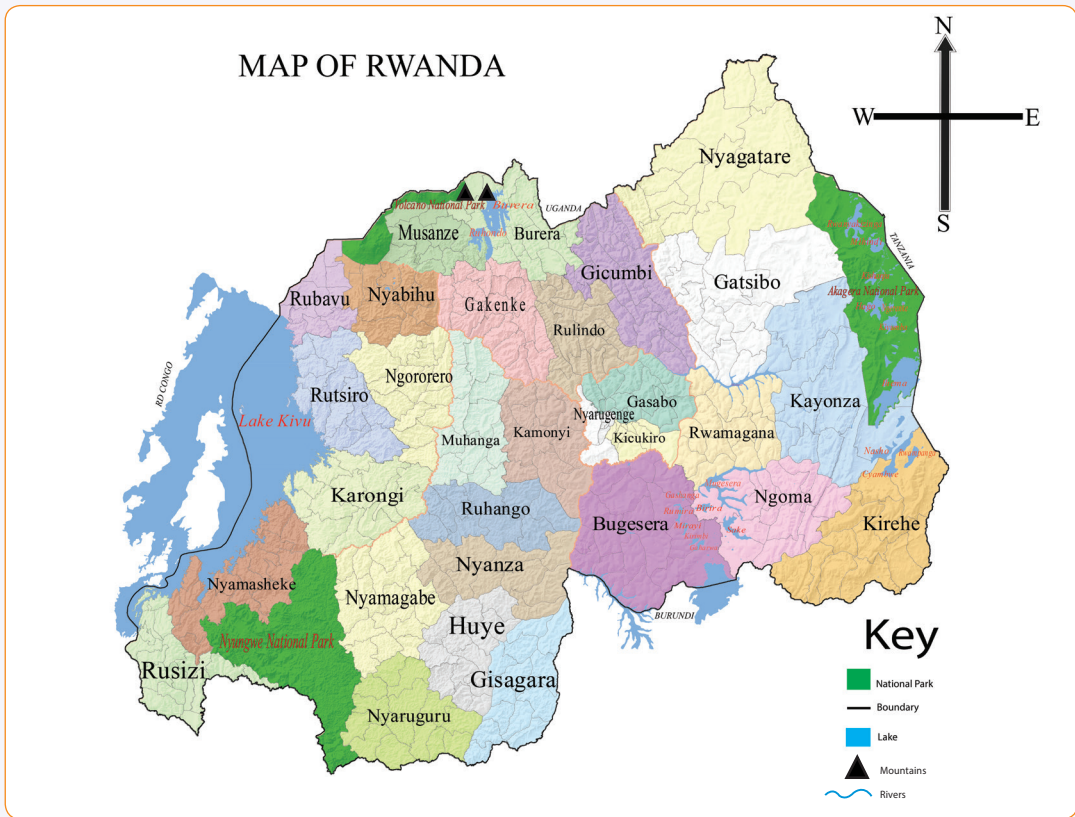 MAP OF RWANDA
N
W
E
S
Nyagatare
Volcano National Park
Burera
UGANDA
Musanze
Ruhondo
Burera
TANZANIA
Gicumbi
Gatsibo
Rubavu
Nyabihu
Gakenke
Akagera National Park
Rulindo
RD CONGO
Ngororero
Rutsiro
Gasabo
Kayonza
Nyarugenge
Lake Kivu
Muhanga
Kamonyi
Kicukiro
Rwamagana
Karongi
Ruhango
Ngoma
Bugesera
Kirehe
Rumira
Birira
Sake
Nyanza
Nyamasheke
Nyamagabe
BURUNDI
Huye
Nyungwe National Park
Rusizi
Gisagara
Nyaruguru
Key
National Park
Boundary
Lake
Mountains
Rivers